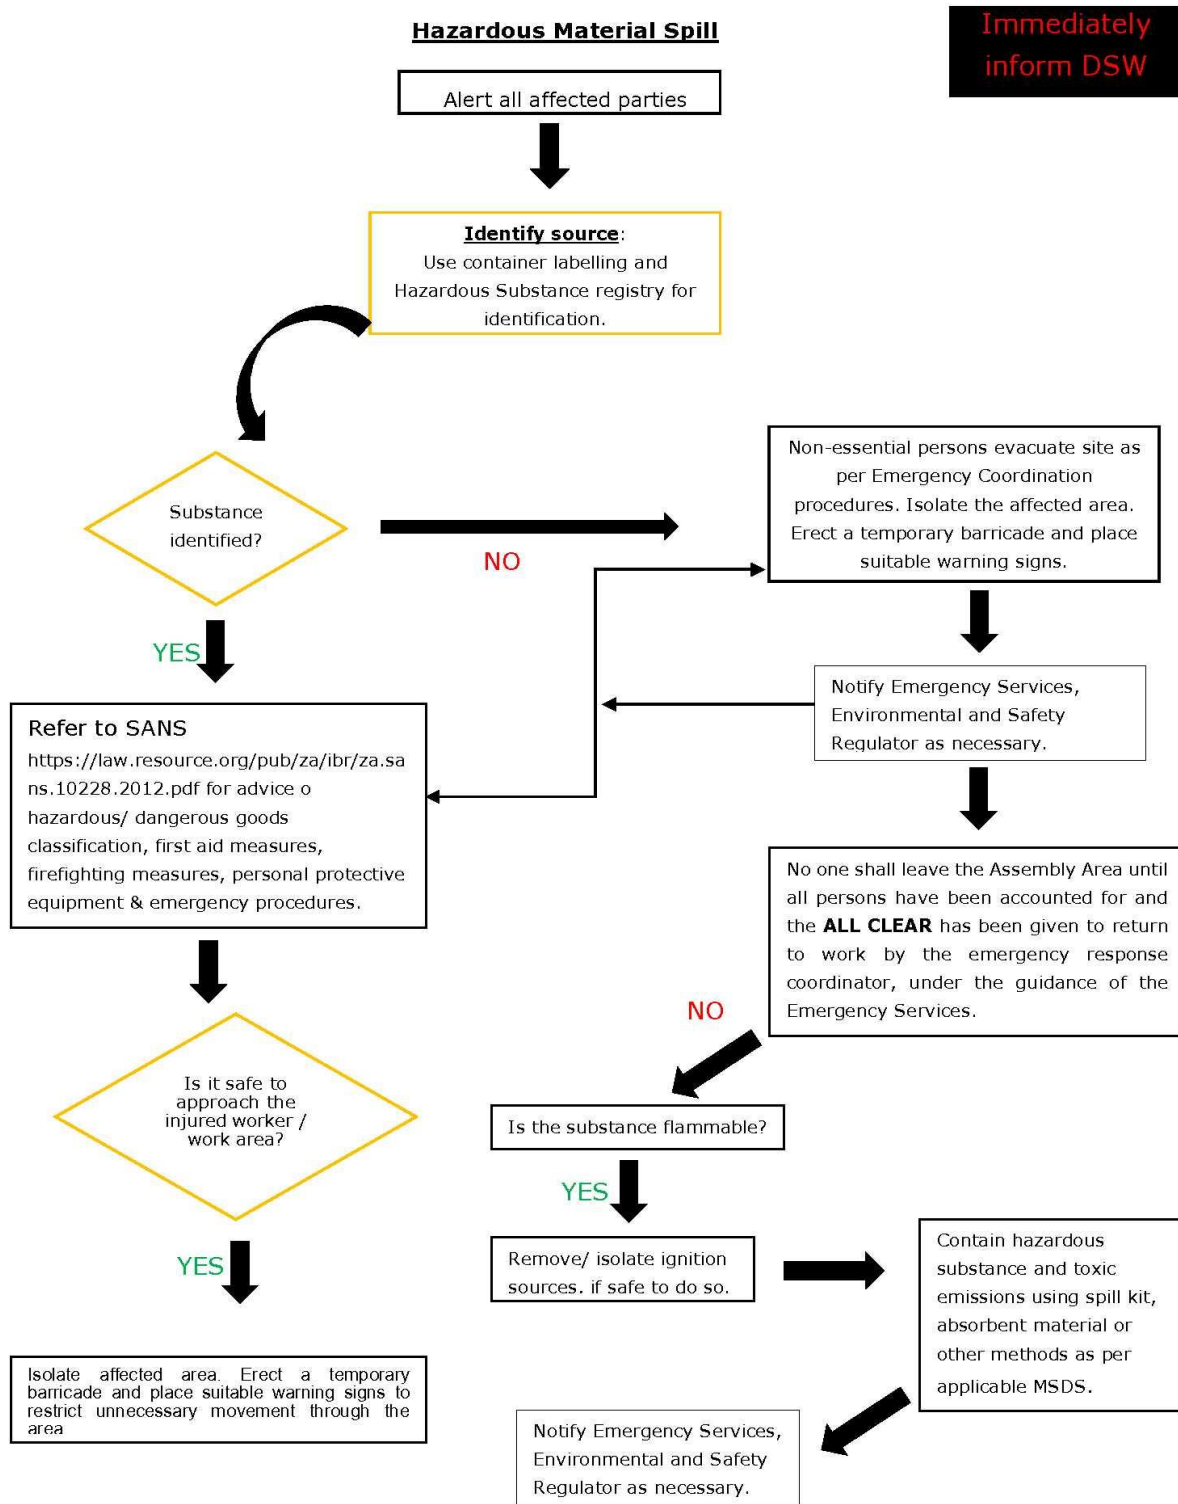 Hazardous Material Spill
Immediately
inform DSW
Alert all affected parties
Identify source:
Use container labelling and
Hazardous Substance registry for
identification.
Substance
identified?
NO
Non-essential persons evacuate site as
per Emergency Coordination
procedures. Isolate the affected area.
Erect a temporary barricade and place
suitable warning signs.
YES
Notify Emergency Services,
Environmental and Safety
Regulator as necessary.
Refer to SANS
https://law.resource.org/pub/za/ibr/za.sa
ns.10228.2012.pdf for advice o
hazardous/ dangerous goods
classification, first aid measures,
firefighting measures, personal protective
equipment & emergency procedures.
No one shall leave the Assembly Area until
all persons have been accounted for and
the ALL CLEAR has been given to return
to work by the emergency response
coordinator, under the guidance of the
Emergency Services.
NO
Is it safe to
approach the
injured worker /
work area?
Is the substance flammable?
YES
YES
Remove/ isolate ignition
sources. if safe to do so.
Contain hazardous
substance and toxic
emissions using spill kit,
absorbent material or
other methods as per
applicable MSDS.
Isolate affected area. Erect a temporary
barricade and place suitable warning signs to
restrict unnecessary movement through the
area
Notify Emergency Services,
Environmental and Safety
Regulator as necessary.